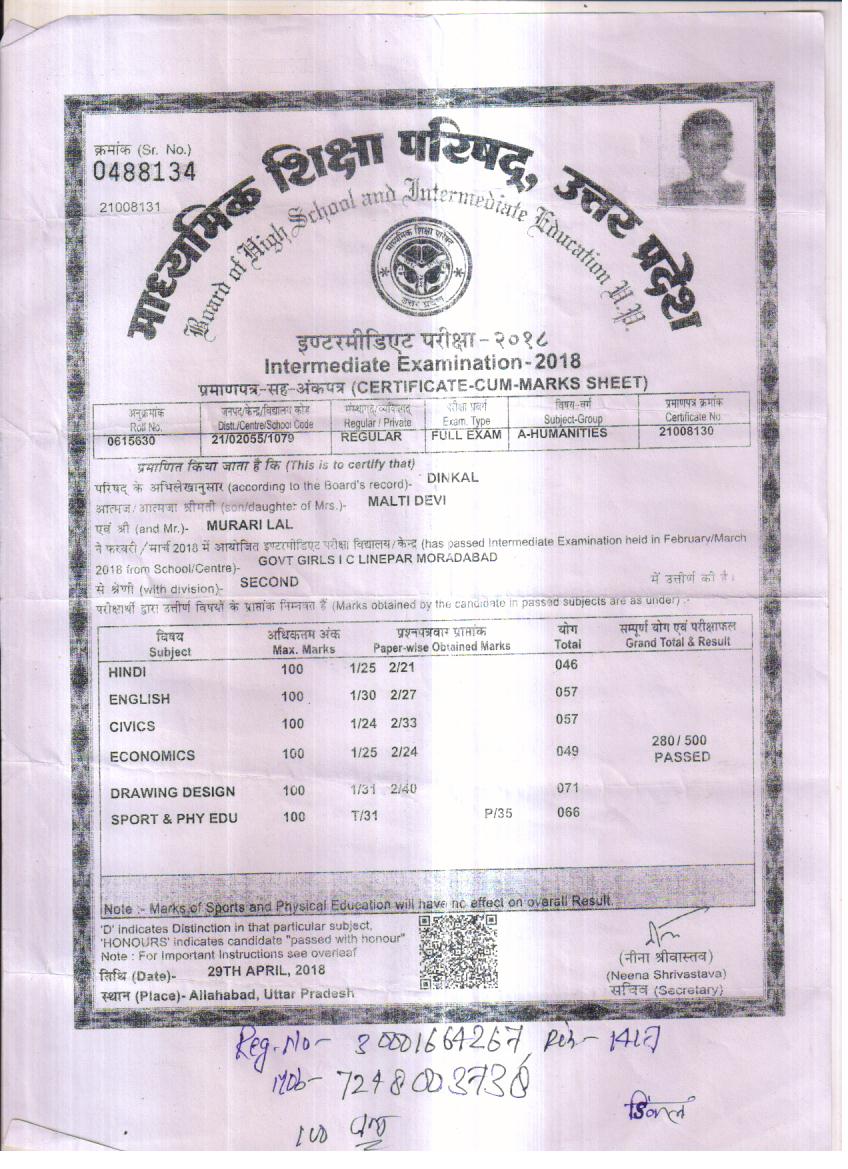 क्रमांक (Sr. No.)
0488134
21008131
माध्यमिक शिक्षा परिषद्, उत्तर प्रदेश
Board of High School and Intermediate Education U.P.
माध्यमिक शिक्षा परिषद
उत्तर प्रदेश
इण्टरमीडिएट परीक्षा-२०१८
Intermediate Examination-2018
प्रमाणपत्र-सह-अंकपत्र (CERTIFICATE-CUM-MARKS SHEET)
अनुक्रमांक जनपद/केन्द्र/विद्यालय कोड संस्थागत/व्यक्तिगत परीक्षा प्रकार विषय-वर्ग प्रमाणपत्र क्रमांक
Roll No. Distt./Centre/School Code Regular / Private Exam. Type Subject-Group Certificate No
0615630 21/02055/1079 REGULAR FULL EXAM A-HUMANITIES 21008130
प्रमाणित किया जाता है कि (This is to certify that)
परिषद के अभिलेखानुसार (according to the Board's record)- DINKAL
आत्मज/आत्मजा श्रीमती (son/daughter of Mrs.)- MALTI DEVI
एवं श्री (and Mr.)- MURARI LAL
ने फरवरी/मार्च 2018 में आयोजित इण्टरमीडिएट परीक्षा विद्यालय/केन्द्र (has passed Intermediate Examination held in February/March
2018 from School/Centre)- GOVT GIRLS I C LINEPAR MORADABAD
से श्रेणी (with division)- SECOND में उत्तीर्ण की है।
परीक्षार्थी द्वारा उत्तीर्ण विषयों के प्राप्तांक निम्नवत हैं (Marks obtained by the candidate in passed subjects are as under) :-
विषय अधिकतम अंक प्रश्नपत्रवार प्राप्तांक योग सम्पूर्ण योग एवं परीक्षाफल
Subject Max. Marks Paper-wise Obtained Marks Total Grand Total & Result
HINDI 100 1/25 2/21 046
ENGLISH 100 1/30 2/27 057
CIVICS 100 1/24 2/33 057
280/500
ECONOMICS 100 1/25 2/24 049 PASSED
DRAWING DESIGN 100 1/31 2/40 071
SPORT & PHY EDU 100 T/31 P/35 066
Note :- Marks of Sports and Physical Education will have no effect on overall Result.
'D' indicates Distinction in that particular subject,
'HONOURS' indicates candidate "passed with honour"
Note : For Important Instructions see overleaf
तिथि (Date)- 29TH APRIL, 2018
स्थान (Place)- Allahabad, Uttar Pradesh
(नीना श्रीवास्तव)
(Neena Shrivastava)
सचिव (Secretary)
Reg. No- 30001664267,
Mob- 7248003738
डिंकल
100